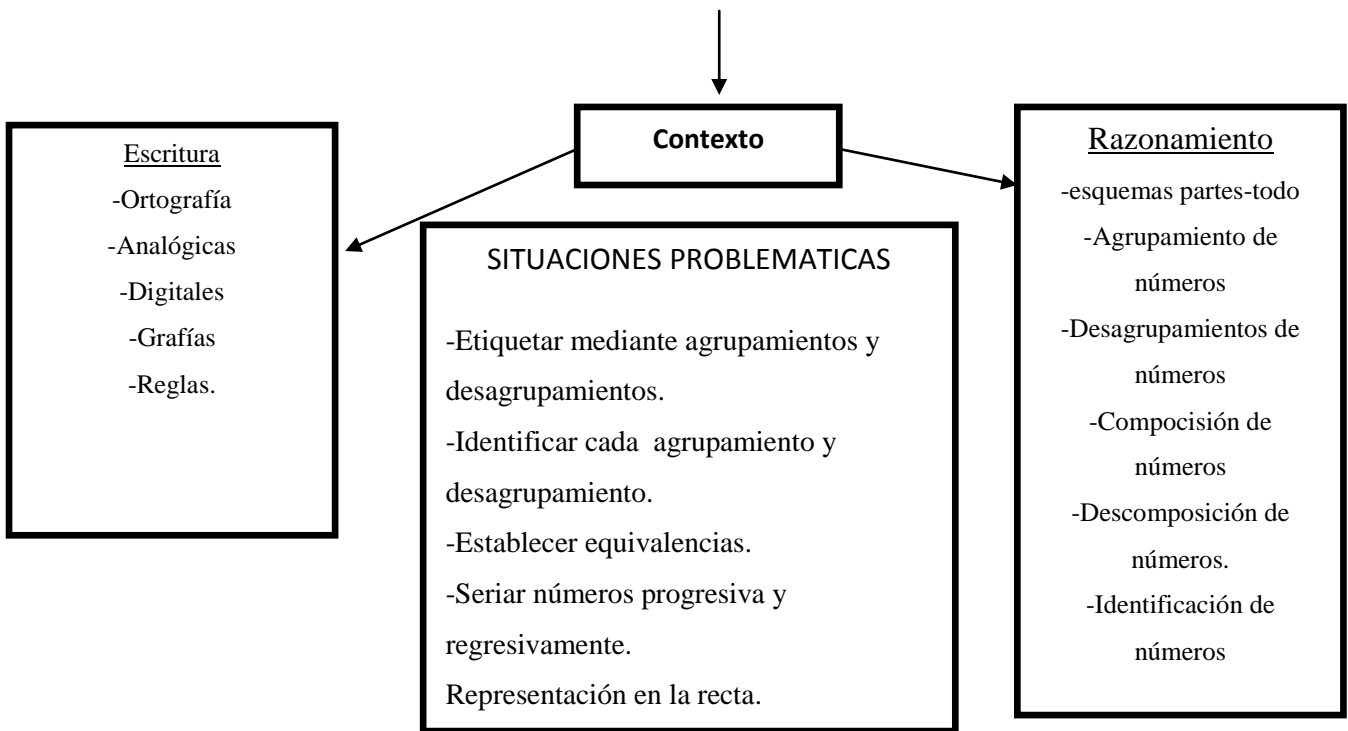 Contexto
Escritura
-Ortografía
-Analógicas
-Digitales
-Grafías
-Reglas.
SITUACIONES PROBLEMATICAS
-Etiquetar mediante agrupamientos y
desagrupamientos.
-Identificar cada agrupamiento y
desagrupamiento.
-Establecer equivalencias.
-Seriar números progresiva y
regresivamente.
Representación en la recta.
Razonamiento
-esquemas partes-todo
-Agrupamiento de
números
-Desagrupamientos de
números
-Compocisión de
números
-Descomposición de
números.
-Identificación de
números